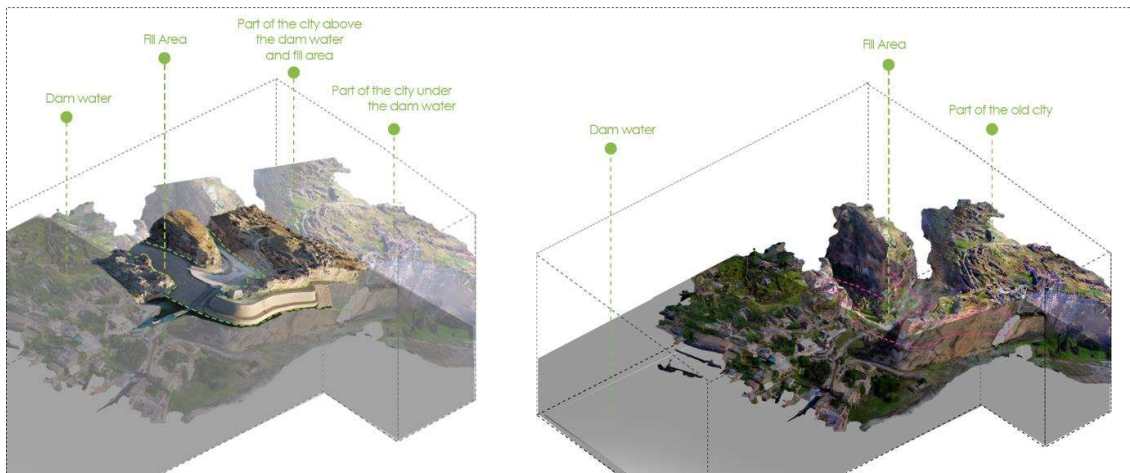 Part of the city above
the dam water
and fill area
Fill Area
Dam water
Part of the city under
the dam water
Fill Area
Part of the old city
Dam water